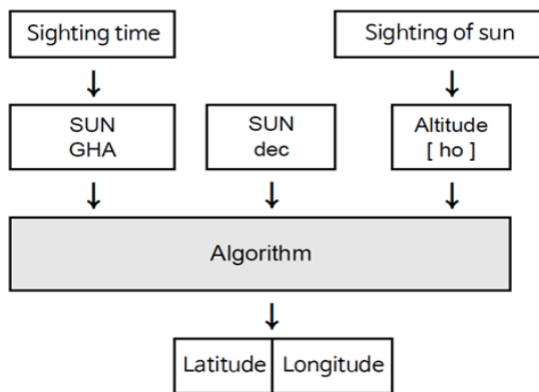 Sighting time
Sighting of sun
SUN
GHA
SUN
dec
Altitude
[ ho ]
Algorithm
Latitude
Longitude